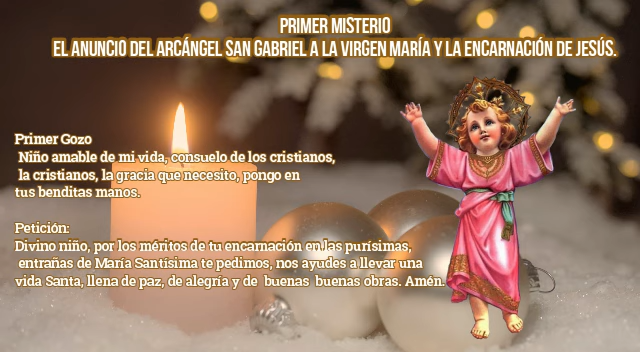 PRIMER MISTERIO
EL ANUNCIO DEL ARCÁNGEL SAN GABRIEL A LA VIRGEN MARÍA Y LA ENCARNACIÓN DE JESÚS.
Primer Gozo
Niño amable de mi vida, consuelo de los cristianos,
la cristianos, la gracia que necesito, pongo en
tus benditas manos.
Petición:
Divino niño, por los méritos de tu encarnación en las purísimas,
entrañas de María Santísima te pedimos, nos ayudes a llevar una
vida Santa, llena de paz, de alegría y de buenas buenas obras. Amén.